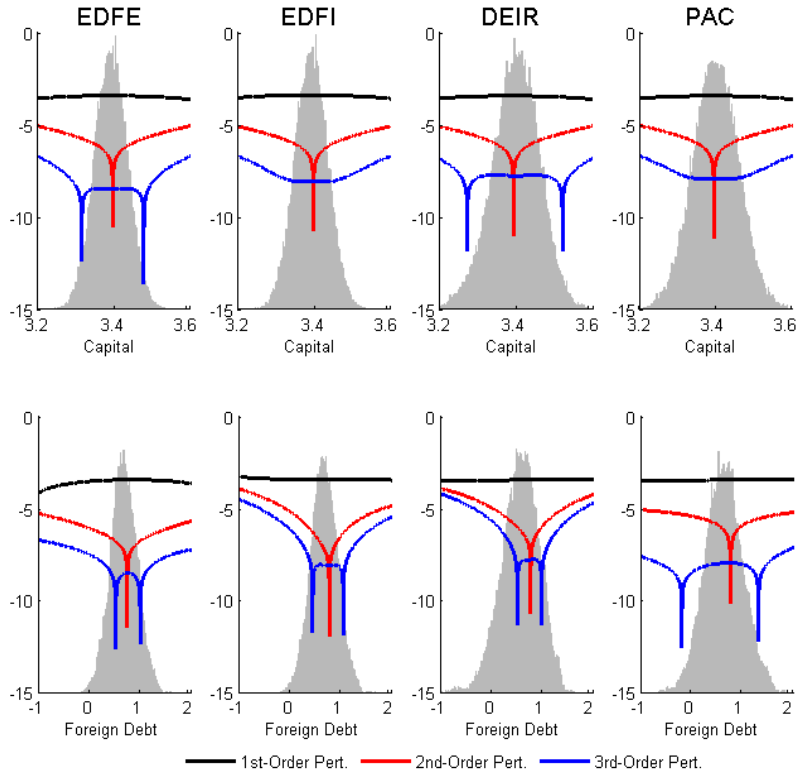 EDFE EDFI DEIR PAC
0 0 0 0
-5 -5 -5 -5
-10 -10 -10 -10
-15 -15 -15 -15
3.2 3.4 3.6 3.2 3.4 3.6 3.2 3.4 3.6 3.2 3.4 3.6
Capital Capital Capital Capital
0 0 0 0
-5 -5 -5 -5
-10 -10 -10 -10
-15 -15 -15 -15
-1 0 1 2 -1 0 1 2 -1 0 1 2 -1 0 1 2
Foreign Debt Foreign Debt Foreign Debt Foreign Debt
1st-Order Pert. 2nd-Order Pert. 3rd-Order Pert.